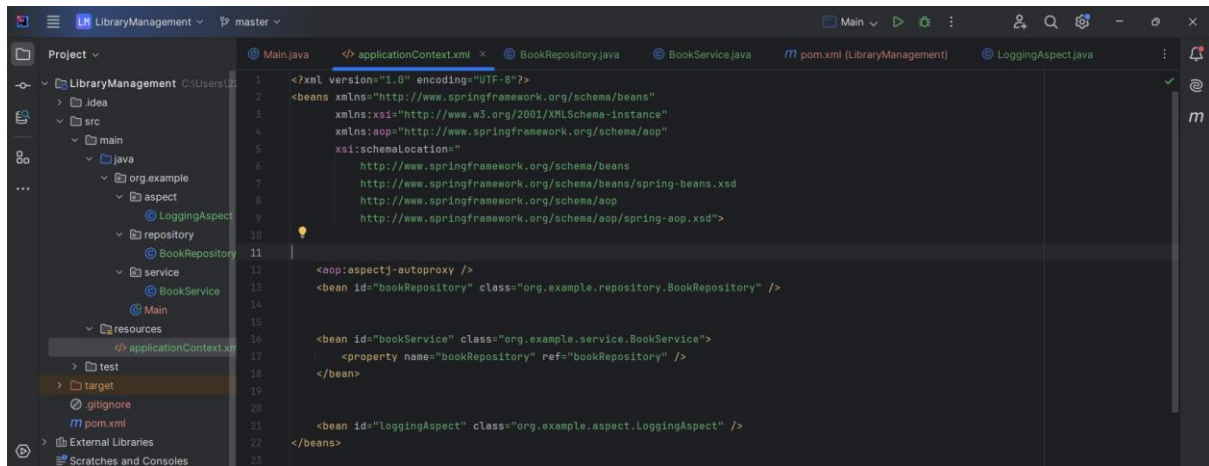 LM LibraryManagement master Main
Project
Main.java applicationContext.xml BookRepository.java BookService.java m pom.xml (LibraryManagement) LoggingAspect.java
LibraryManagement C:\Users\22
.idea
src
main
java
org.example
aspect
LoggingAspect
repository
BookRepository
service
BookService
Main
resources
applicationContext.xm
test
target
.gitignore
m pom.xml
External Libraries
Scratches and Consoles
1 <?xml version="1.0" encoding="UTF-8"?>
2 <beans xmlns="http://www.springframework.org/schema/beans"
3 xmlns:xsi="http://www.w3.org/2001/XMLSchema-instance"
4 xmlns:aop="http://www.springframework.org/schema/aop"
5 xsi:schemaLocation="
6 http://www.springframework.org/schema/beans
7 http://www.springframework.org/schema/beans/spring-beans.xsd
8 http://www.springframework.org/schema/aop
9 http://www.springframework.org/schema/aop/spring-aop.xsd">
10
11
12 <aop:aspectj-autoproxy />
13 <bean id="bookRepository" class="org.example.repository.BookRepository" />
14
15
16 <bean id="bookService" class="org.example.service.BookService">
17 <property name="bookRepository" ref="bookRepository" />
18 </bean>
19
20
21 <bean id="loggingAspect" class="org.example.aspect.LoggingAspect" />
22 </beans>
23
m